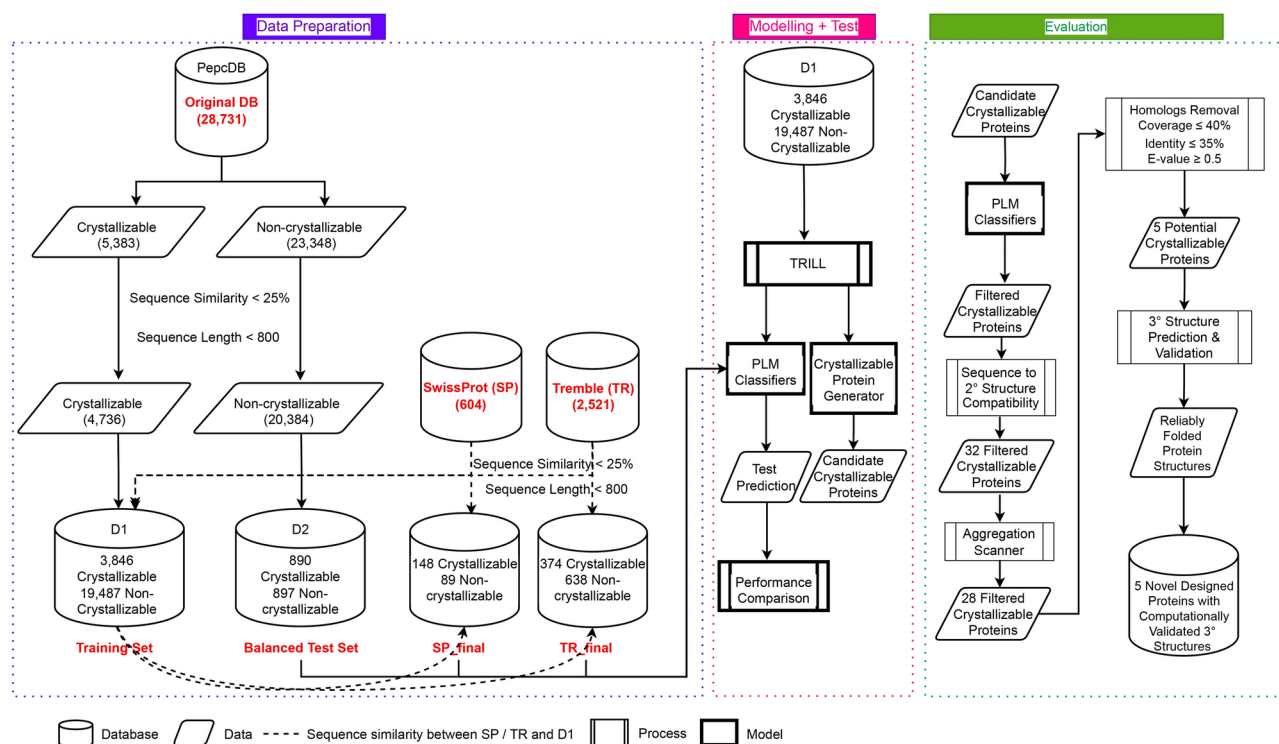 Data Preparation
PepcDB
Original DB
(28,731)
Crystallizable
(5,383)
Non-crystallizable
(23,348)
Sequence Similarity < 25%
Sequence Length < 800
Crystallizable
(4,736)
Non-crystallizable
(20,384)
SwissProt (SP)
(604)
Tremble (TR)
(2,521)
Sequence Similarity < 25%
Sequence Length < 800
D1
3,846
Crystallizable
19,487 Non-
Crystallizable
Training Set
D2
890
Crystallizable
897 Non-
crystallizable
Balanced Test Set
148 Crystallizable
89 Non-
crystallizable
SP_final
374 Crystallizable
638 Non-
crystallizable
TR_final
Modelling + Test
D1
3,846
Crystallizable
19,487 Non-
Crystallizable
TRILL
PLM
Classifiers
Crystallizable
Protein
Generator
Test
Prediction
Candidate
Crystallizable
Proteins
Performance
Comparison
Evaluation
Candidate
Crystallizable
Proteins
PLM
Classifiers
Filtered
Crystallizable
Proteins
Sequence to
2° Structure
Compatibility
32 Filtered
Crystallizable
Proteins
Aggregation
Scanner
28 Filtered
Crystallizable
Proteins
Homologs Removal
Coverage ≤ 40%
Identity ≤ 35%
E-value ≥ 0.5
5 Potential
Crystallizable
Proteins
3° Structure
Prediction &
Validation
Reliably
Folded Protein
Structures
5 Novel Designed
Proteins with
Computationally
Validated 3°
Structures
Database
Data
Sequence similarity between SP / TR and D1
Process
Model